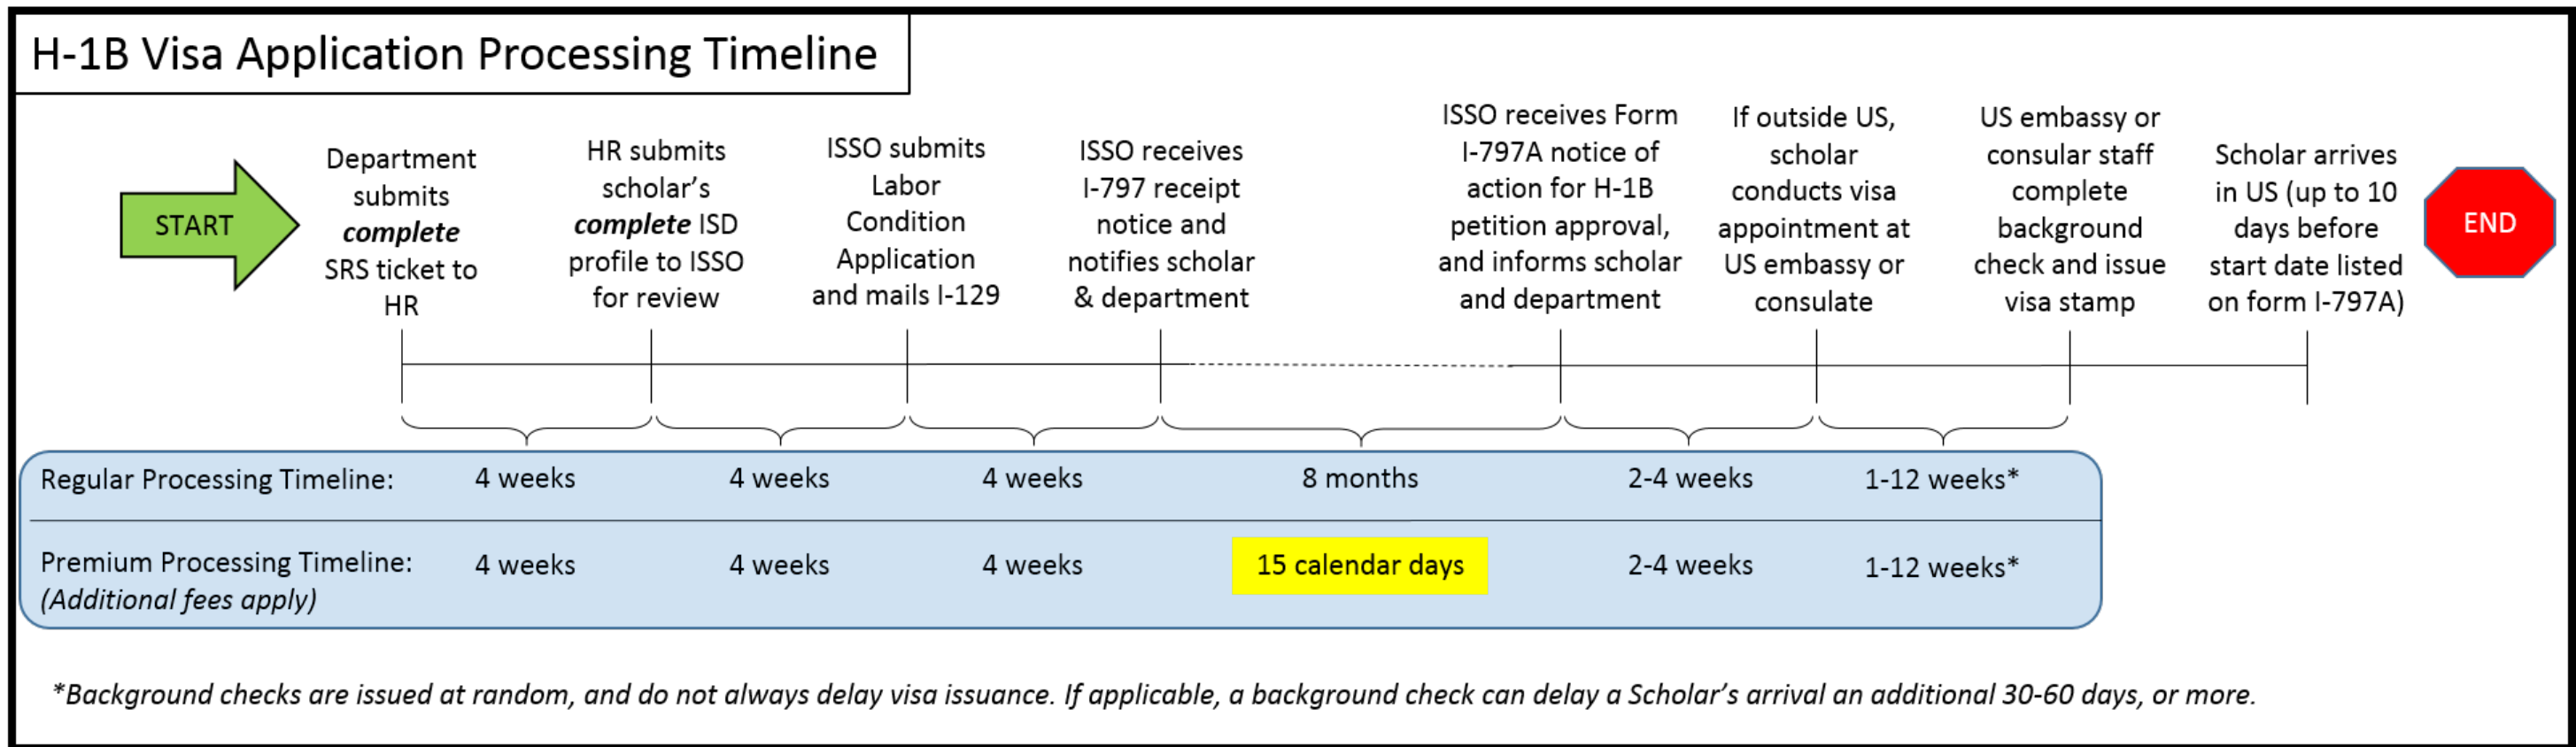 H-1B Visa Application Processing Timeline
START
Department
submits
complete
SRS ticket to
HR
HR submits
scholar's
complete ISD
profile to ISSO
for review
ISSO submits
Labor
Condition
Application
and mails I-129
ISSO receives
I-797 receipt
notice and
notifies scholar
& department
ISSO receives Form
I-797A notice of
action for H-1B
petition approval,
and informs scholar
and department
If outside US,
scholar
conducts visa
appointment at
US embassy or
consulate
US embassy or
consular staff
complete
background
check and issue
visa stamp
Scholar arrives
in US (up to 10
days before
start date listed
on form I-797A)
END
Regular Processing Timeline: 4 weeks 4 weeks 4 weeks 8 months 2-4 weeks 1-12 weeks*
Premium Processing Timeline: 4 weeks 4 weeks 4 weeks 15 calendar days 2-4 weeks 1-12 weeks*
(Additional fees apply)
*Background checks are issued at random, and do not always delay visa issuance. If applicable, a background check can delay a Scholar's arrival an additional 30-60 days, or more.